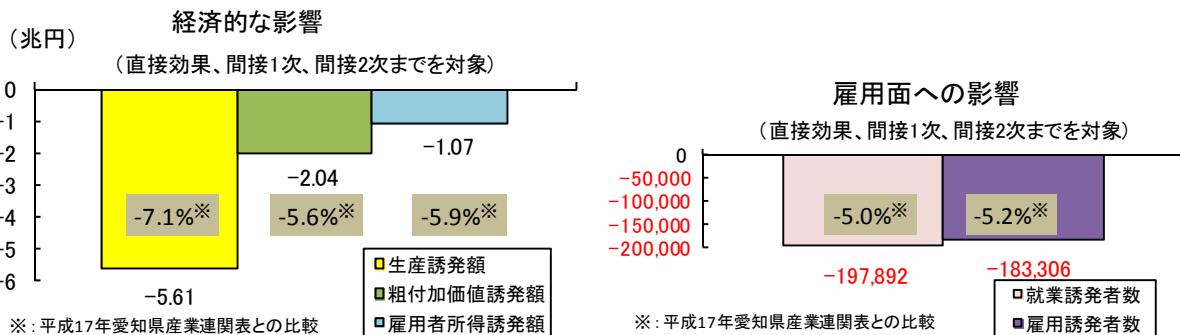 経済的な影響
（兆円）
（直接効果、間接1次、間接2次までを対象）
0
-1
-2
-3
-4
-5
-6
-5.61
-2.04
-1.07
-7.1%※
-5.6%※
-5.9%※
生産誘発額
粗付加価値誘発額
雇用者所得誘発額
※：平成17年愛知県産業連関表との比較
雇用面への影響
（直接効果、間接1次、間接2次までを対象）
0
-50,000
-100,000
-150,000
-200,000
-5.0%※
-5.2%※
-197,892
-183,306
就業誘発者数
雇用誘発者数
※：平成17年愛知県産業連関表との比較